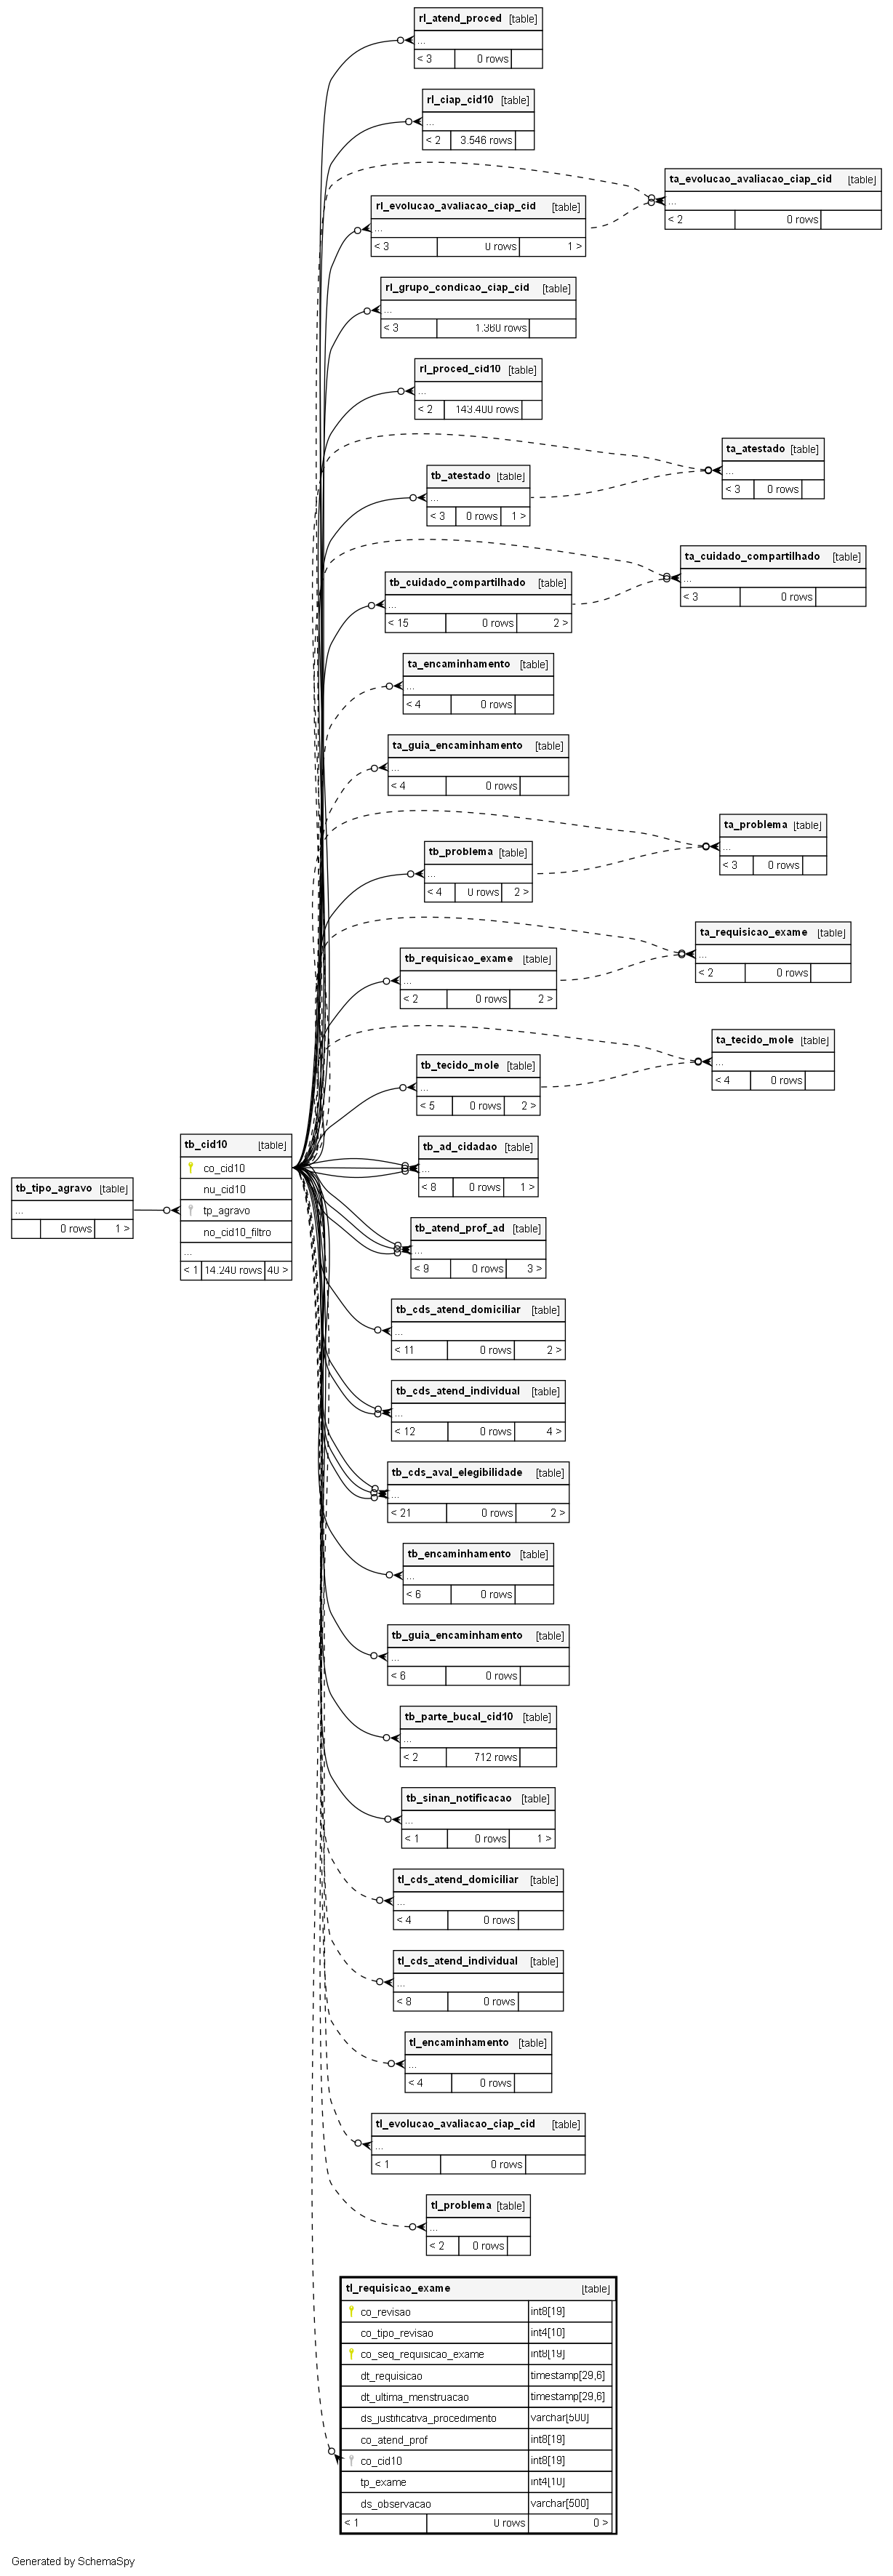 rl_atend_proced [table]
...
< 3 0 rows
rl_ciap_cid10 [table]
...
< 2 3.546 rows
ta_evolucao_avaliacao_ciap_cid [table]
...
< 2 0 rows
rl_evolucao_avaliacao_ciap_cid [table]
...
< 3 0 rows 1 >
rl_grupo_condicao_ciap_cid [table]
...
< 3 1.360 rows
rl_proced_cid10 [table]
...
< 2 143.400 rows
ta_atestado [table]
...
< 3 0 rows
tb_atestado [table]
...
< 3 0 rows 1 >
ta_cuidado_compartilhado [table]
...
< 3 0 rows
tb_cuidado_compartilhado [table]
...
< 15 0 rows 2 >
ta_encaminhamento [table]
...
< 4 0 rows
ta_guia_encaminhamento [table]
...
< 4 0 rows
ta_problema [table]
...
< 3 0 rows
tb_problema [table]
...
< 4 0 rows 2 >
ta_requisicao_exame [table]
...
< 2 0 rows
tb_requisicao_exame [table]
...
< 2 0 rows 2 >
ta_tecido_mole [table]
...
< 4 0 rows
tb_tecido_mole [table]
...
< 5 0 rows 2 >
tb_cid10 [table]
co_cid10
nu_cid10
tp_agravo
no_cid10_filtro
...
< 1 14.240 rows 40 >
tb_tipo_agravo [table]
...
0 rows 1 >
tb_ad_cidadao [table]
...
< 8 0 rows 1 >
tb_atend_prof_ad [table]
...
< 9 0 rows 3 >
tb_cds_atend_domiciliar [table]
...
< 11 0 rows 2 >
tb_cds_atend_individual [table]
...
< 12 0 rows 4 >
tb_cds_aval_elegibilidade [table]
...
< 21 0 rows 2 >
tb_encaminhamento [table]
...
< 6 0 rows
tb_guia_encaminhamento [table]
...
< 6 0 rows
tb_parte_bucal_cid10 [table]
...
< 2 712 rows
tb_sinan_notificacao [table]
...
< 1 0 rows 1 >
tl_cds_atend_domiciliar [table]
...
< 4 0 rows
tl_cds_atend_individual [table]
...
< 8 0 rows
tl_encaminhamento [table]
...
< 4 0 rows
tl_evolucao_avaliacao_ciap_cid [table]
...
< 1 0 rows
tl_problema [table]
...
< 2 0 rows
tl_requisicao_exame [table]
co_revisao int8[19]
co_tipo_revisao int4[10]
co_seq_requisicao_exame int8[19]
dt_requisicao timestamp[29,6]
dt_ultima_menstruacao timestamp[29,6]
ds_justificativa_procedimento varchar[500]
co_atend_prof int8[19]
co_cid10 int8[19]
tp_exame int4[10]
ds_observacao varchar[500]
< 1 0 rows 0 >
Generated by SchemaSpy